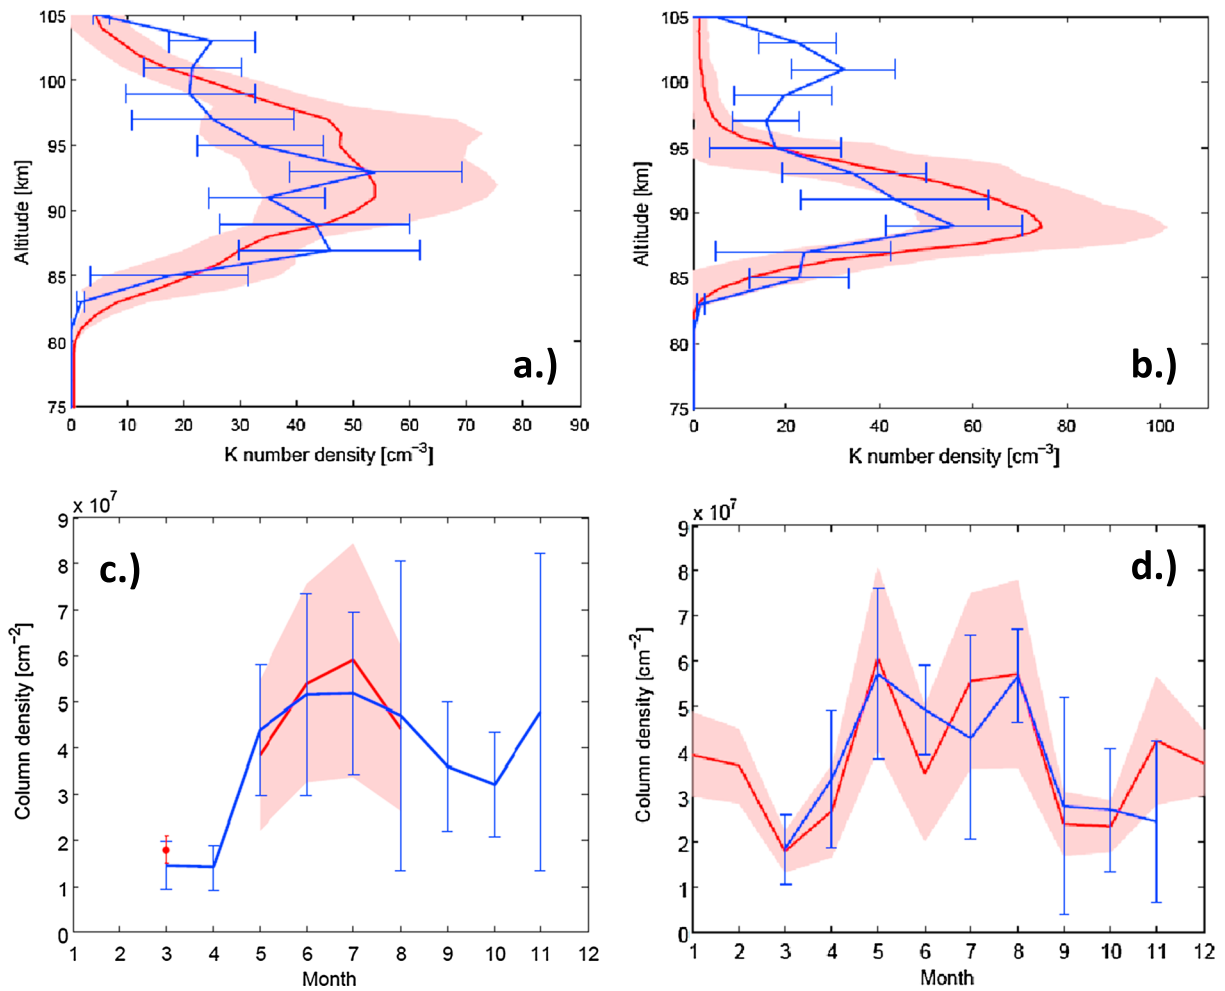 105
100
95
90
85
80
75
Altitude [km]
a.)
0 10 20 30 40 50 60 70 80 90
K number density [cm⁻³]
105
100
95
90
85
80
75
Altitude [km]
b.)
0 20 40 60 80 100
K number density [cm⁻³]
x 10⁷
9
8
7
6
5
4
3
2
1
0
Column density [cm⁻²]
c.)
1 2 3 4 5 6 7 8 9 10 11 12
Month
x 10⁷
9
8
7
6
5
4
3
2
1
0
Column density [cm⁻²]
d.)
1 2 3 4 5 6 7 8 9 10 11 12
Month